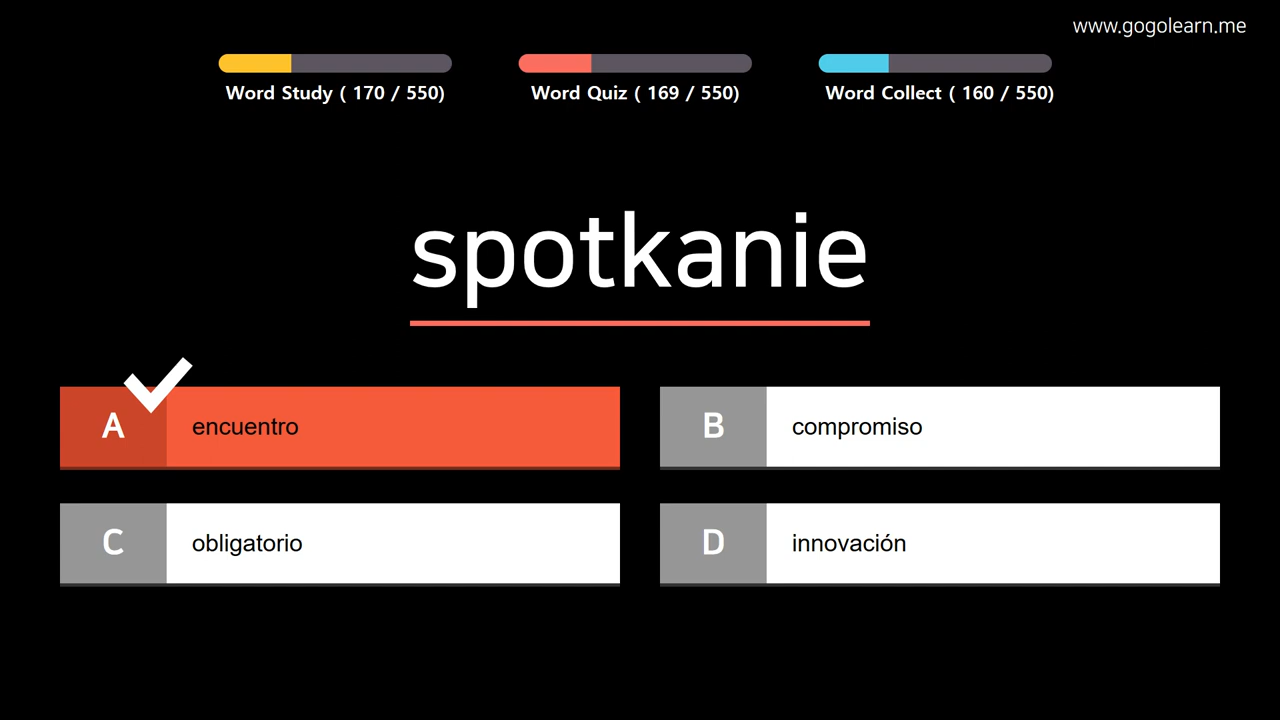 www.gogolearn.me
Word Study ( 170 / 550)
Word Quiz ( 169 / 550)
Word Collect ( 160 / 550)
spotkanie
A encuentro
B compromiso
C obligatorio
D innovación